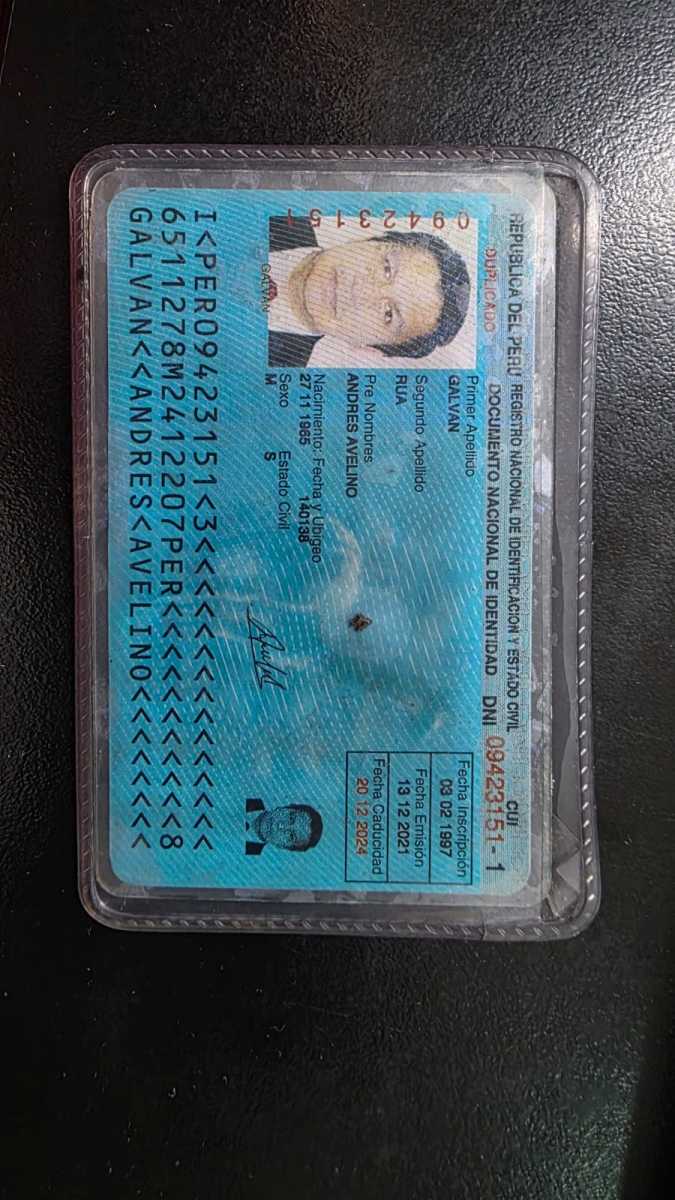 REPUBLICA DEL PERU REGISTRO NACIONAL DE IDENTIFICACION Y ESTADO CIVIL
CUI
DUPLICADO
DOCUMENTO NACIONAL DE IDENTIDAD
DNI 09423151 - 1
09423151
GALVAN
Primer Apellido
GALVAN
Segundo Apellido
RUA
Pre Nombres
ANDRES AVELINO
Nacimiento: Fecha y Ubigeo
27 11 1965 140138
Sexo Estado Civil
M S
Fecha Inscripción
03 02 1997
Fecha Emisión
13 12 2021
Fecha Caducidad
20 12 2024
I<PER09423151<3<<<<<<<<<<<<<<<
6511278M2412207PER<<<<<<<<<<<8
GALVAN<<ANDRES<AVELINO<<<<<<<<